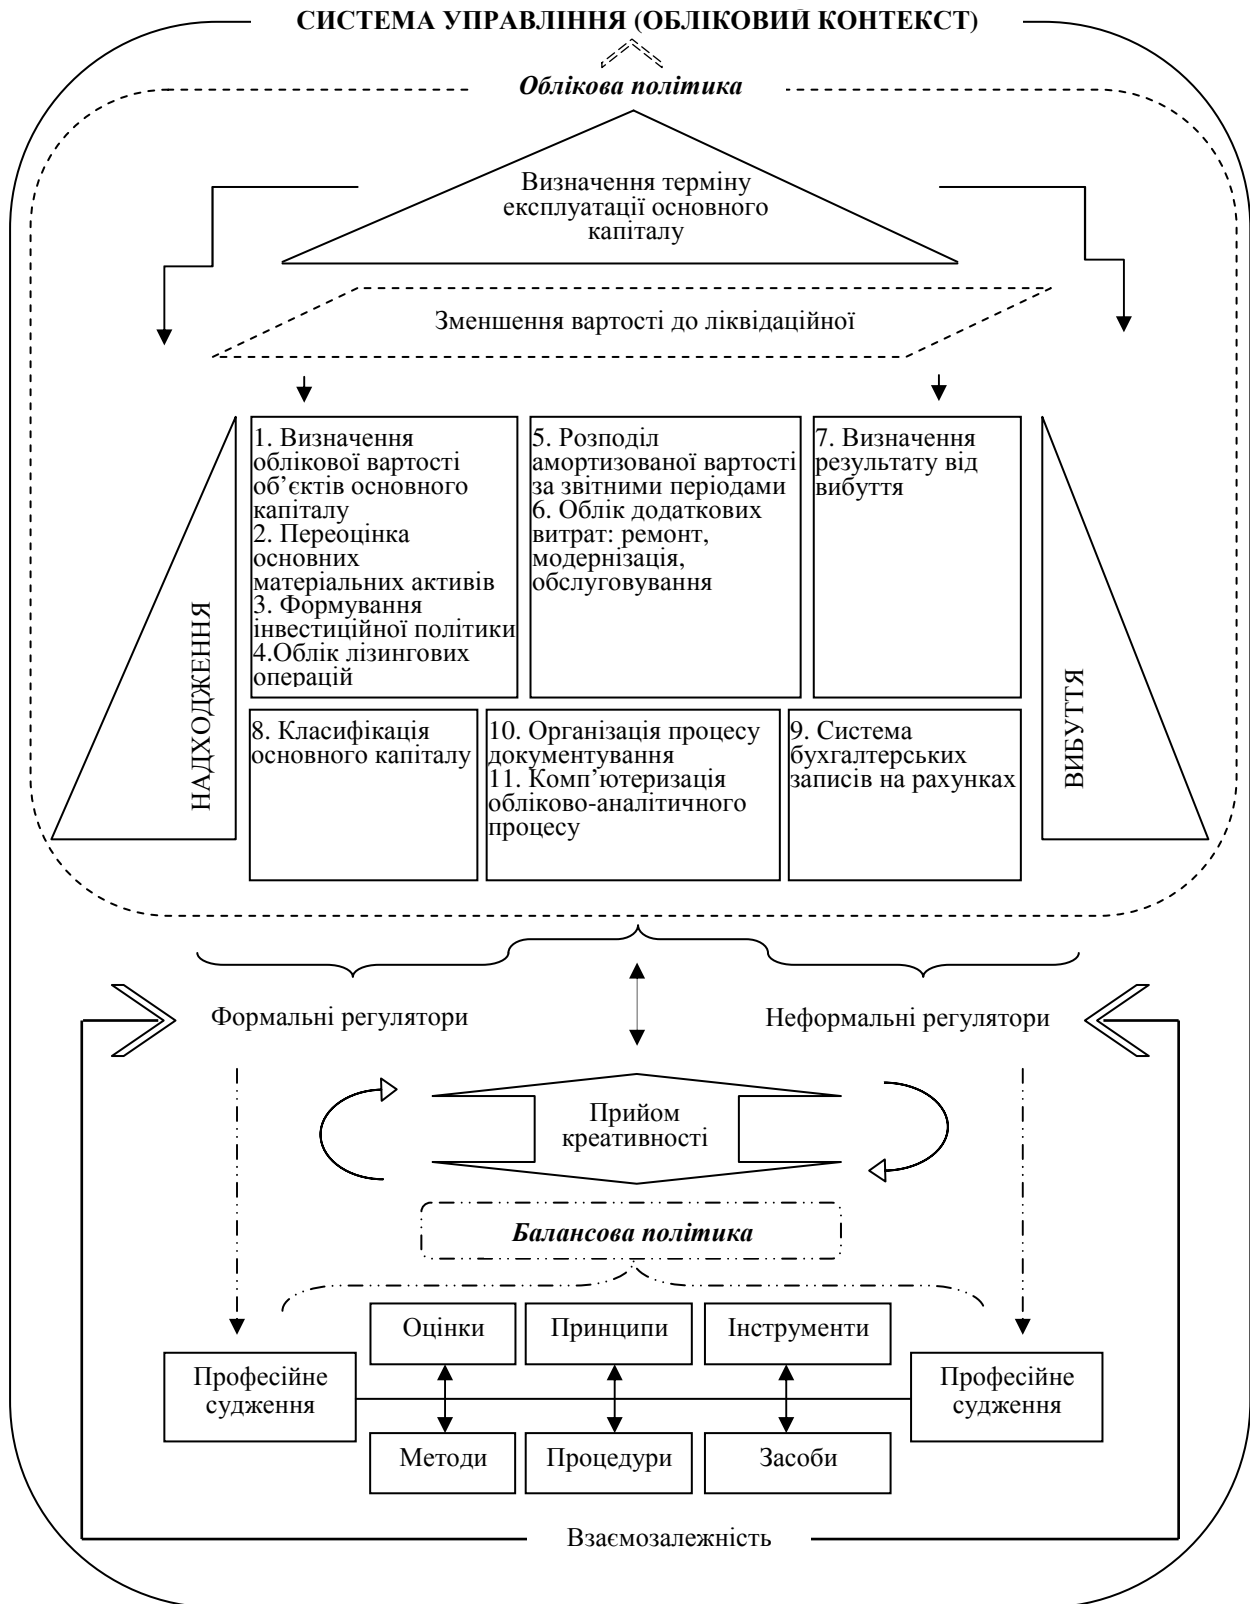 СИСТЕМА УПРАВЛІННЯ (ОБЛІКОВИЙ КОНТЕКСТ)
Облікова політика
Визначення терміну
експлуатації основного
капіталу
Зменшення вартості до ліквідаційної
НАДХОДЖЕННЯ
1. Визначення
облікової вартості
об’єктів основного
капіталу
2. Переоцінка
основних
матеріальних активів
3. Формування
інвестиційної політики
4.Облік лізингових
операцій
5. Розподіл
амортизованої вартості
за звітними періодами
6. Облік додаткових
витрат: ремонт,
модернізація,
обслуговування
7. Визначення
результату від
вибуття
ВИБУТТЯ
8. Класифікація
основного капіталу
10. Організація процесу
документування
11. Комп’ютеризація
обліково-аналітичного
процесу
9. Система
бухгалтерських
записів на рахунках
Формальні регулятори
Неформальні регулятори
Прийом
креативності
Балансова політика
Оцінки
Принципи
Інструменти
Професійне
судження
Професійне
судження
Методи
Процедури
Засоби
Взаємозалежність